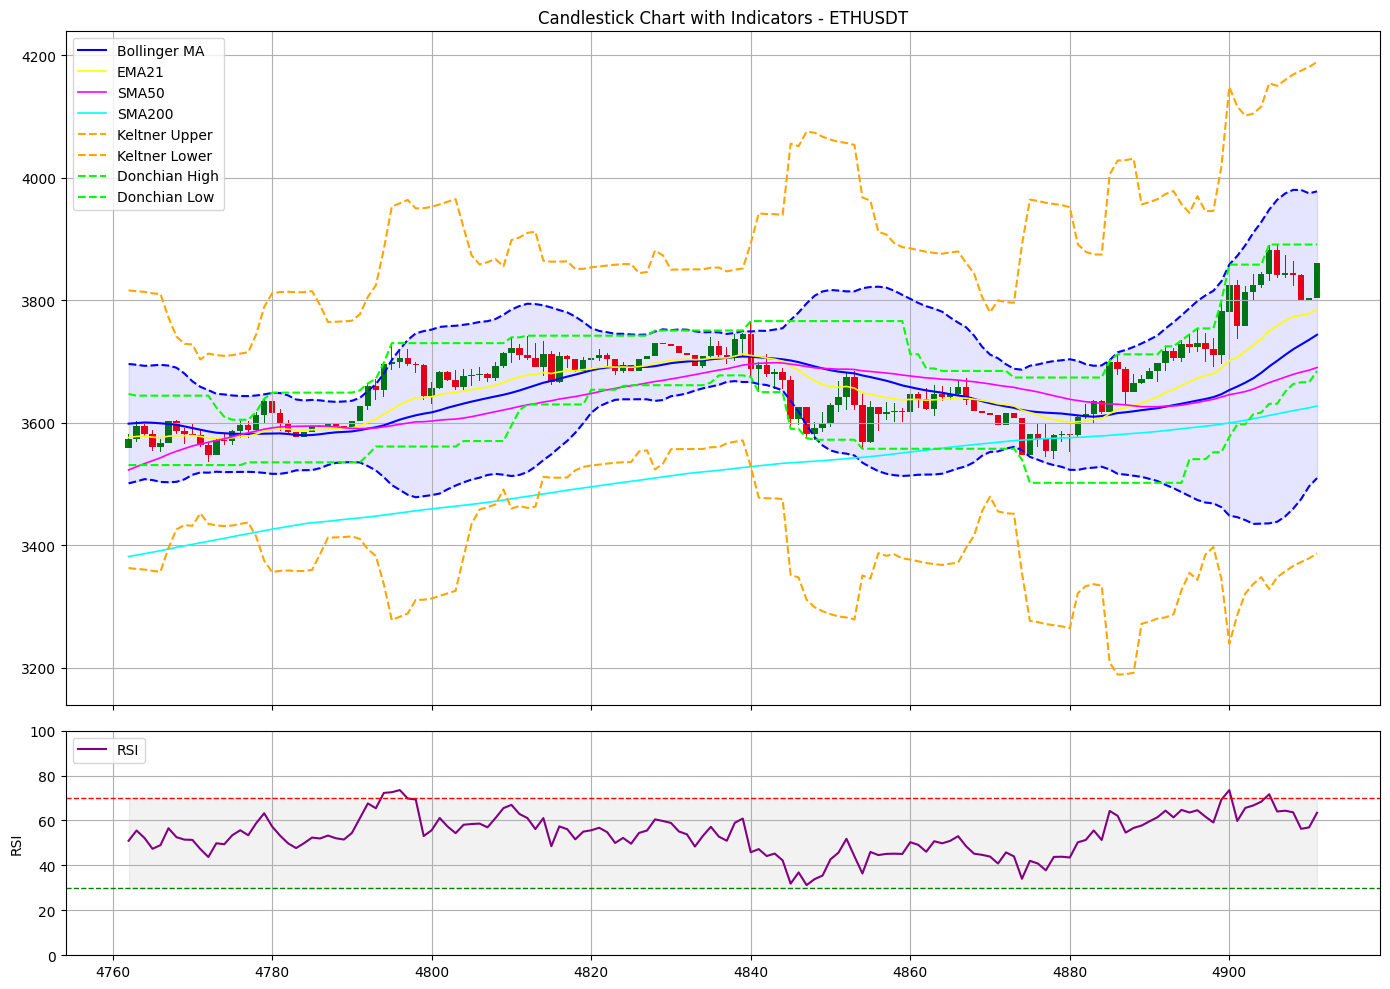 Candlestick Chart with Indicators - ETHUSDT
Bollinger MA
EMA21
SMA50
SMA200
Keltner Upper
Keltner Lower
Donchian High
Donchian Low
4200
4000
3800
3600
3400
3200
RSI
100
80
60
40
20
0
RSI
4760
4780
4800
4820
4840
4860
4880
4900